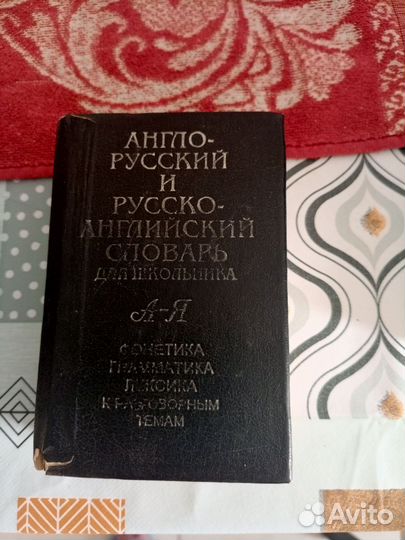 АНГЛО-
РУССКИЙ И
РУССКО-
АНГЛИЙСКИЙ
СЛОВАРЬ
ДЛЯ ШКОЛЬНИКА
А-Я
ФОНЕТИКА
ГРАММАТИКА
ЛЕКСИКА
К РАЗГОВОРНЫМ
ТЕМАМ
Avito